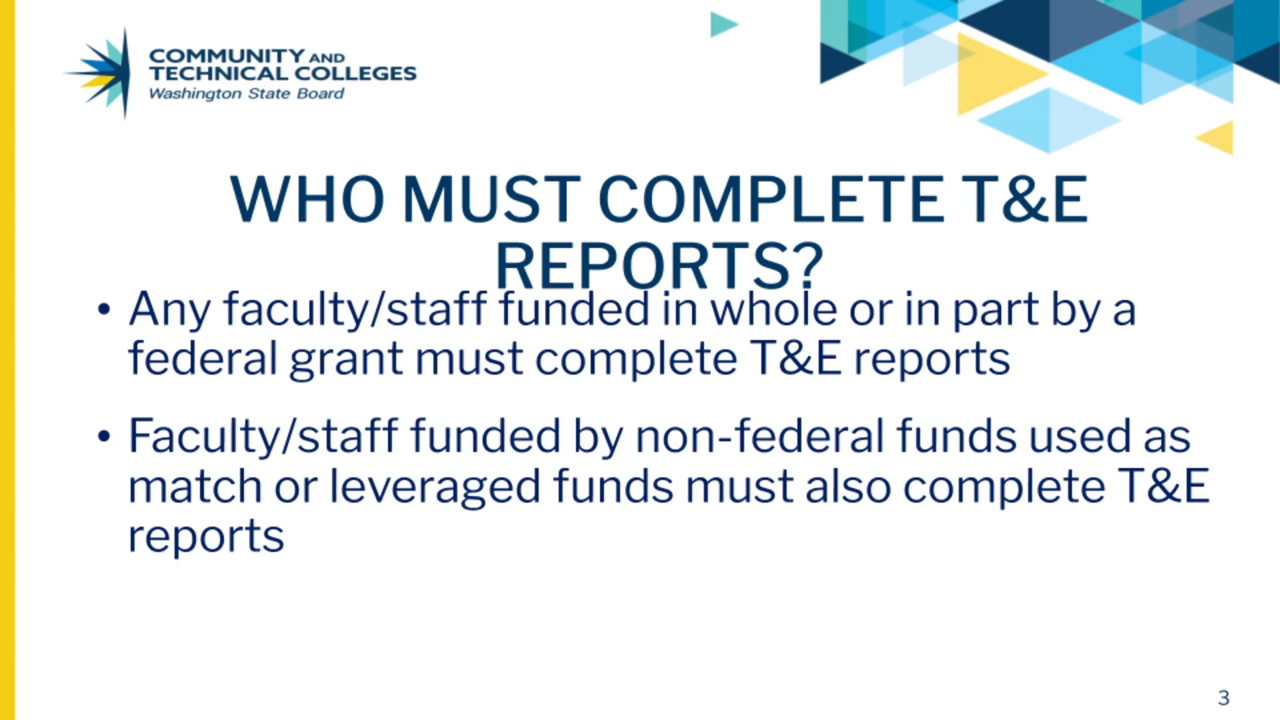 COMMUNITY AND
TECHNICAL COLLEGES
Washington State Board
WHO MUST COMPLETE T&E
REPORTS?
• Any faculty/staff funded in whole or in part by a
federal grant must complete T&E reports
• Faculty/staff funded by non-federal funds used as
match or leveraged funds must also complete T&E
reports
3